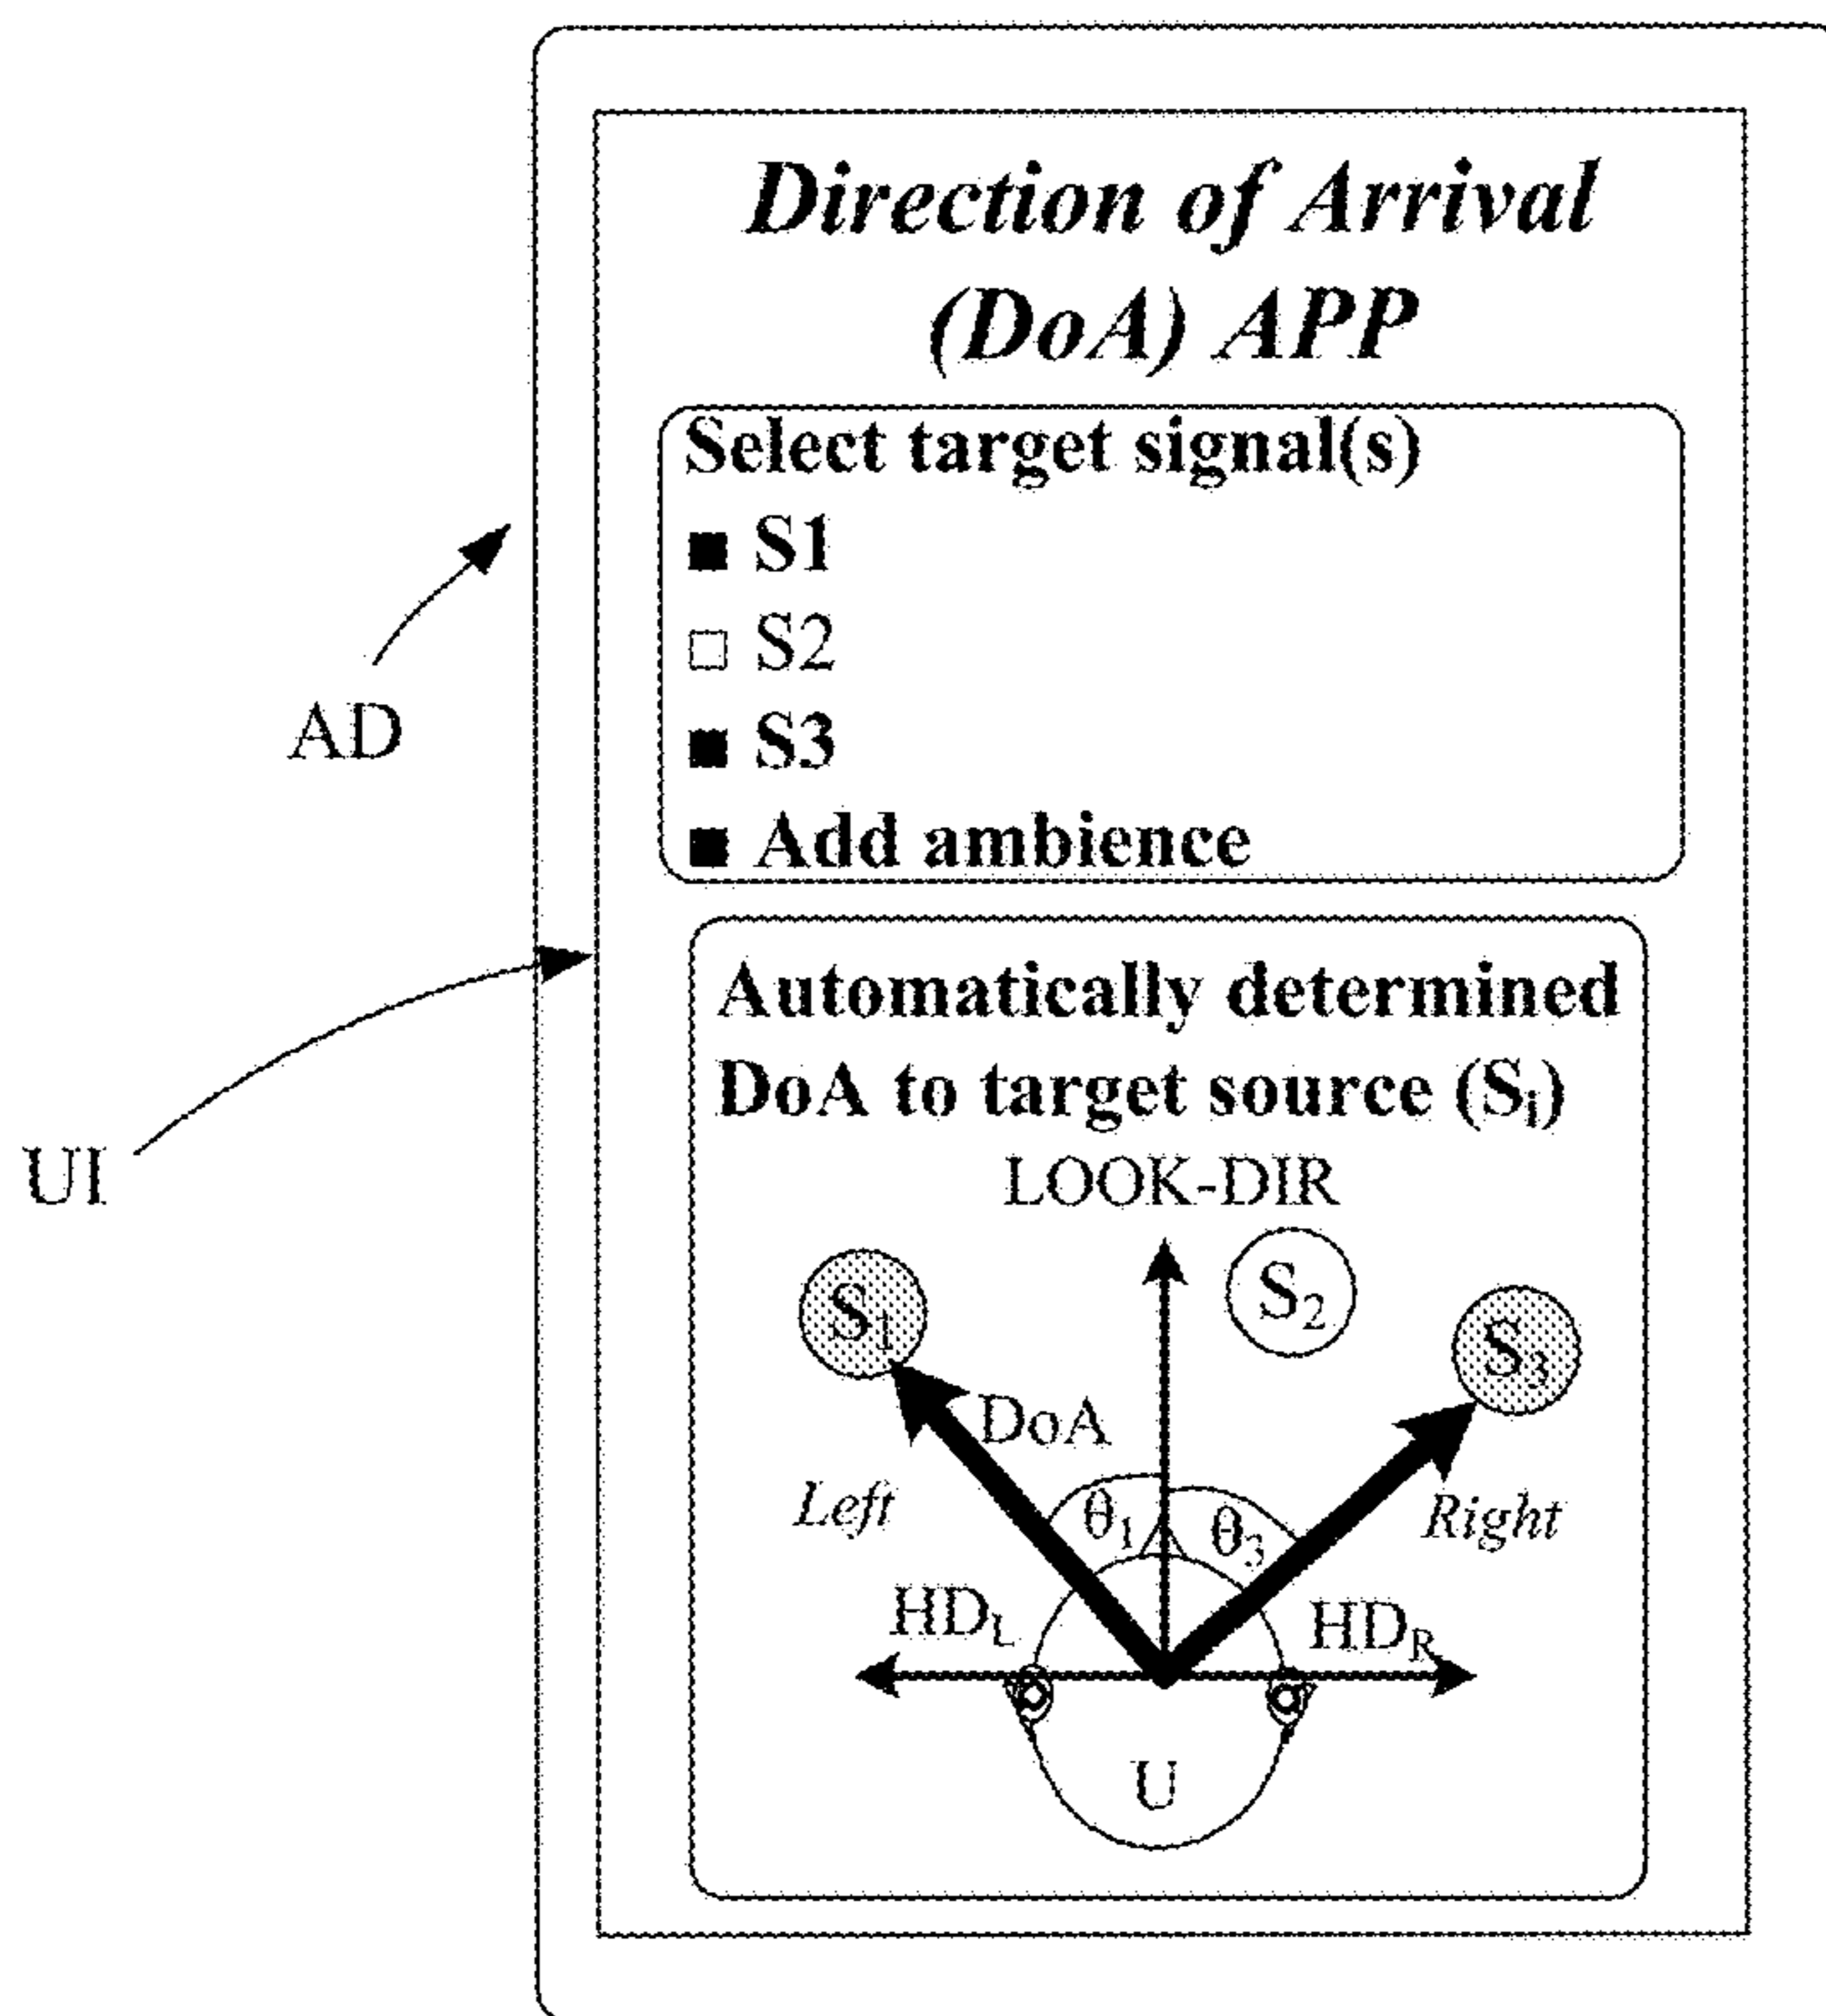 Direction of Arrival
(DoA) APP
Select target signal(s)
■ S1
□ S2
■ S3
■ Add ambience
AD
UI
Automatically determined
DoA to target source (Sᵢ)
LOOK-DIR
S₁
S₂
S₃
DoA
Left
θ₁
θ₃
Right
HD_L
HD_R
U